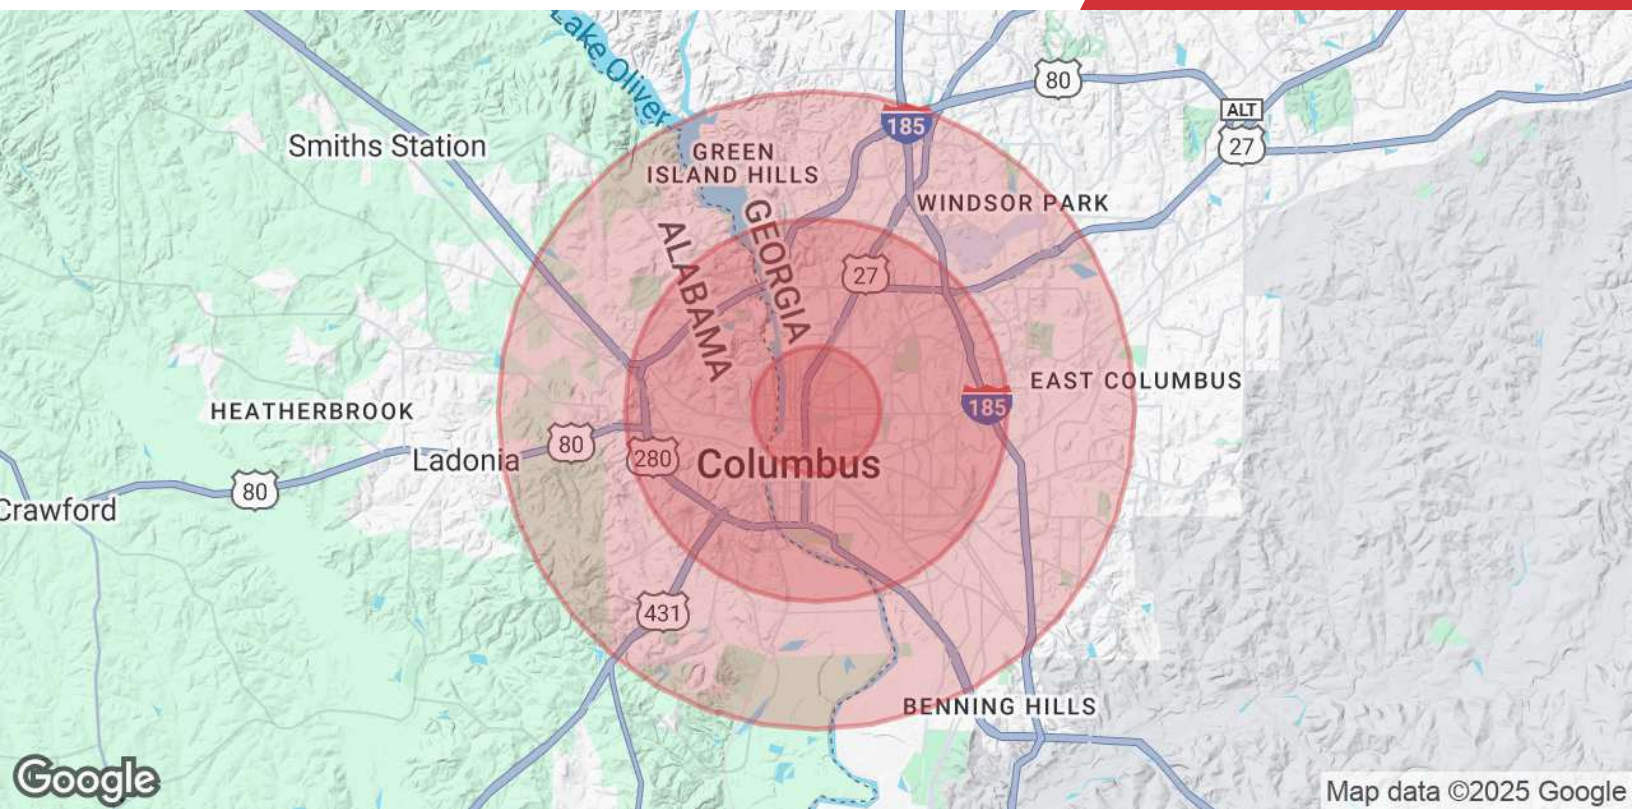 Lake Oliver
80
ALT
27
185
Smiths Station
GREEN
ISLAND HILLS
WINDSOR PARK
GEORGIA
ALABAMA
27
EAST COLUMBUS
185
HEATHERBROOK
80
280
Columbus
Ladonia
80
Crawford
431
BENNING HILLS
Google
Map data ©2025 Google